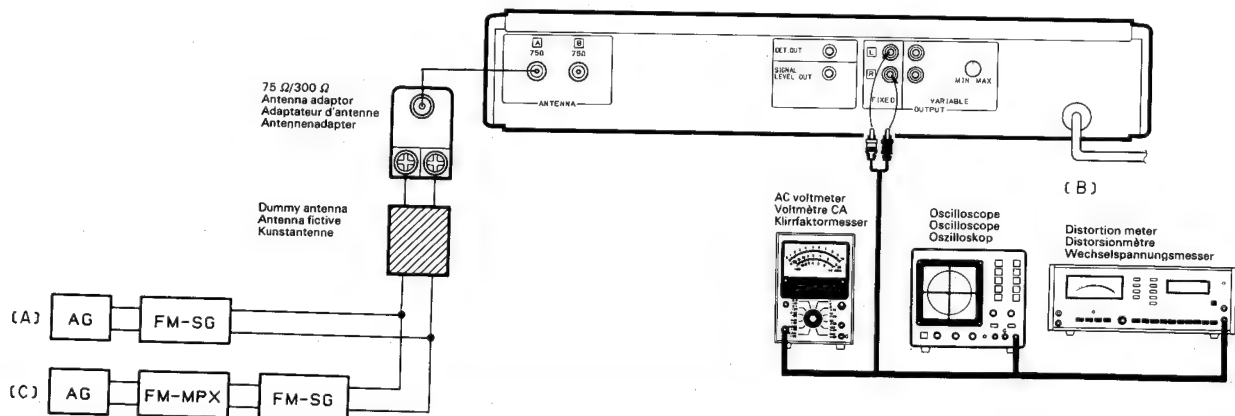 A
B
75Ω
75Ω
ANTENNA
DET. OUT
SIGNAL
LEVEL OUT
L
R
FIXED
VARIABLE
OUTPUT
MIN MAX
75 Ω/300 Ω
Antenna adaptor
Adaptateur d'antenne
Antennenadapter
Dummy antenna
Antenna fictive
Kunstantenne
(A)
AG
FM-SG
(C)
AG
FM-MPX
FM-SG
(B)
AC voltmeter
Voltmètre CA
Klirrfaktormesser
Oscilloscope
Oscilloscope
Oszilloskop
Distortion meter
Distorsionmètre
Wechselspannungsmesser